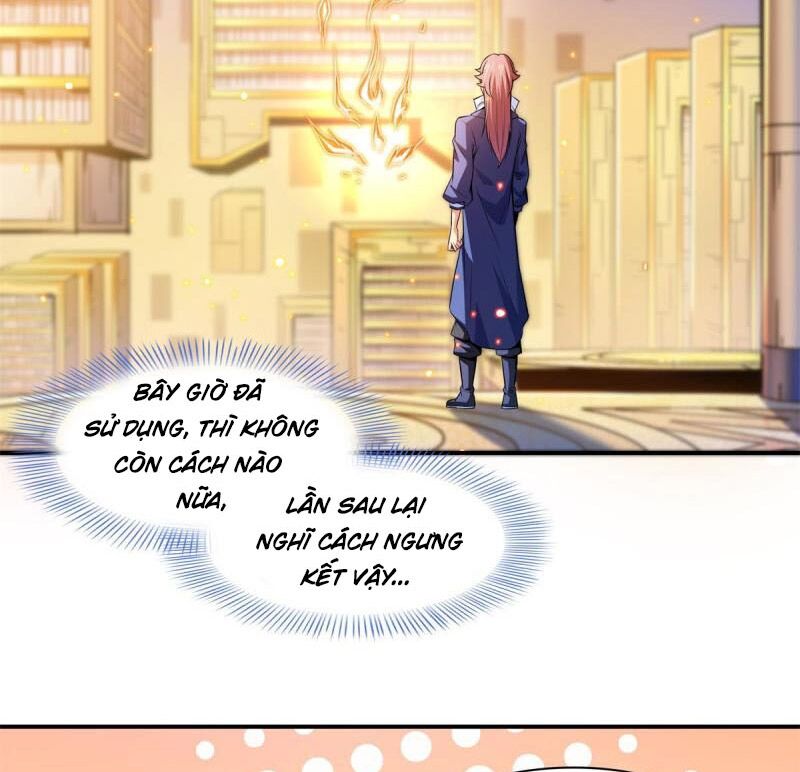 BÂY GIỜ ĐÃ
SỬ DỤNG, THÌ KHÔNG
CÒN CÁCH NÀO
NỮA,
LẦN SAU LẠI
NGHĨ CÁCH NGƯNG
KẾT VẬY...